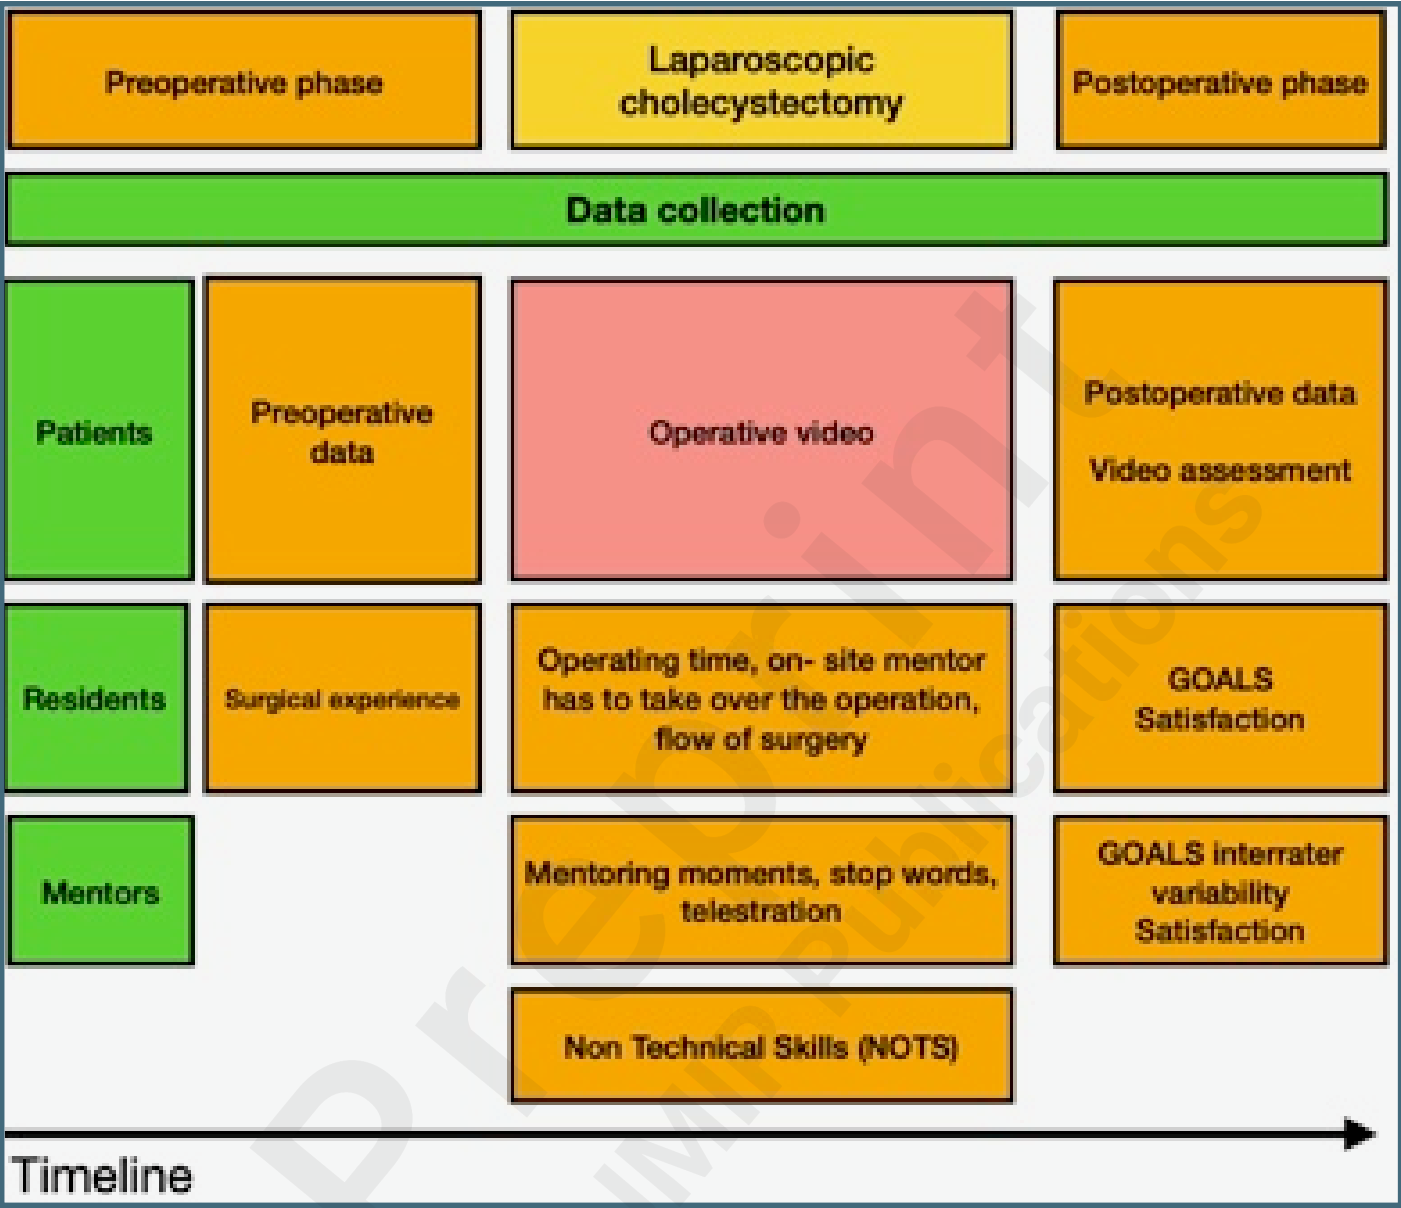 Preoperative phase
Laparoscopic
cholecystectomy
Postoperative phase
Data collection
Patients
Preoperative
data
Operative video
Postoperative data
Video assessment
Residents
Surgical experience
Operating time, on- site mentor
has to take over the operation,
flow of surgery
GOALS
Satisfaction
Mentors
Mentoring moments, stop words,
telestration
GOALS interrater
variability
Satisfaction
Non Technical Skills (NOTS)
Timeline
Preprint
JMIR Publications